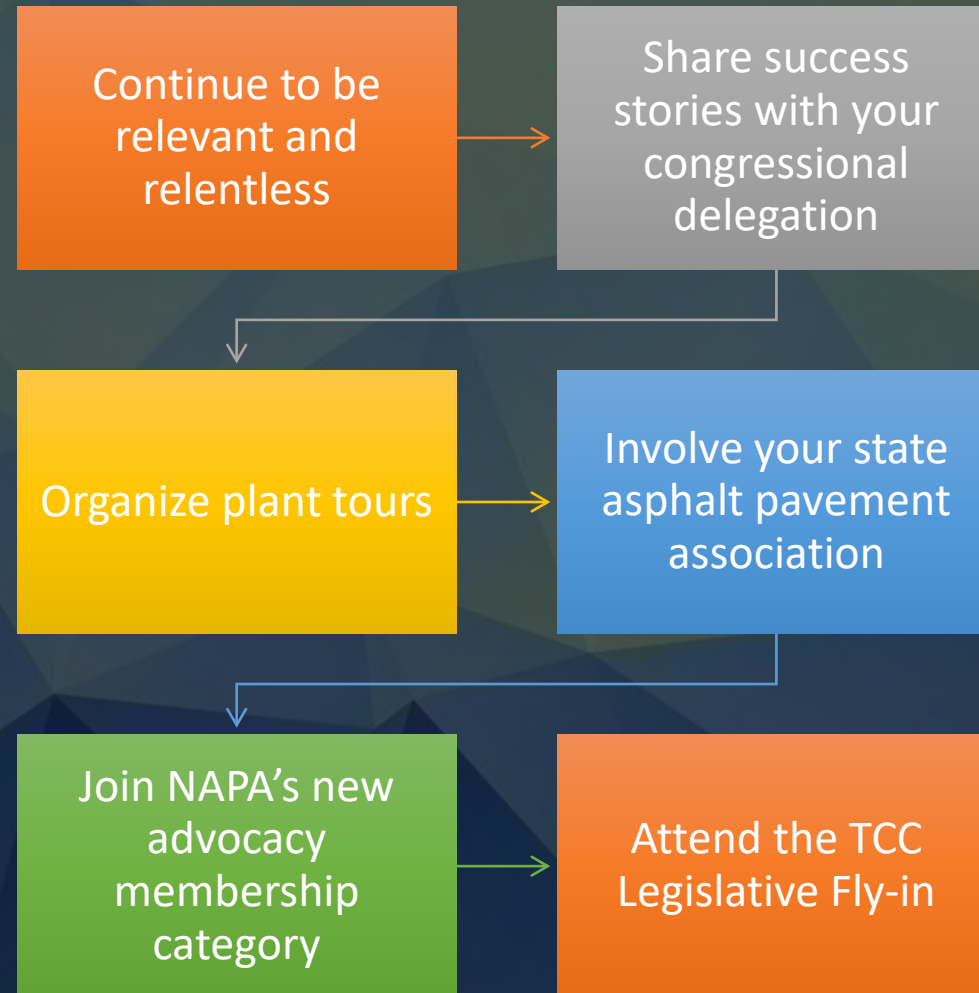 Continue to be
relevant and
relentless
Share success
stories with your
congressional
delegation
Organize plant tours
Involve your state
asphalt pavement
association
Join NAPA’s new
advocacy
membership
category
Attend the TCC
Legislative Fly-in